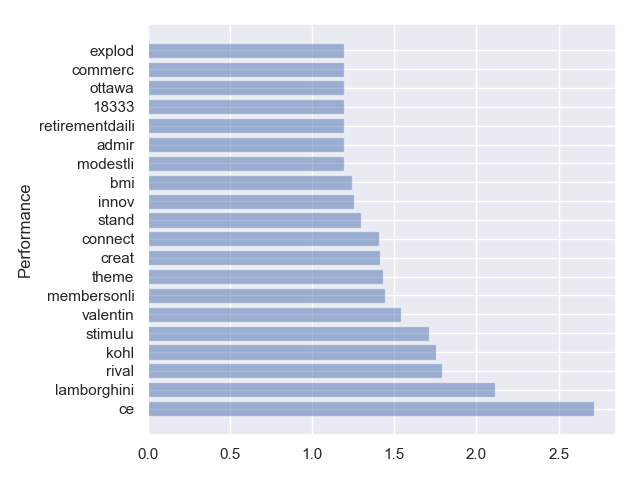 explod
commerc
ottawa
18333
retirementdaili
admir
modestli
bmi
innov
stand
connect
creat
theme
membersonli
valentin
stimulu
kohl
rival
lamborghini
ce
Performance
0.0 0.5 1.0 1.5 2.0 2.5